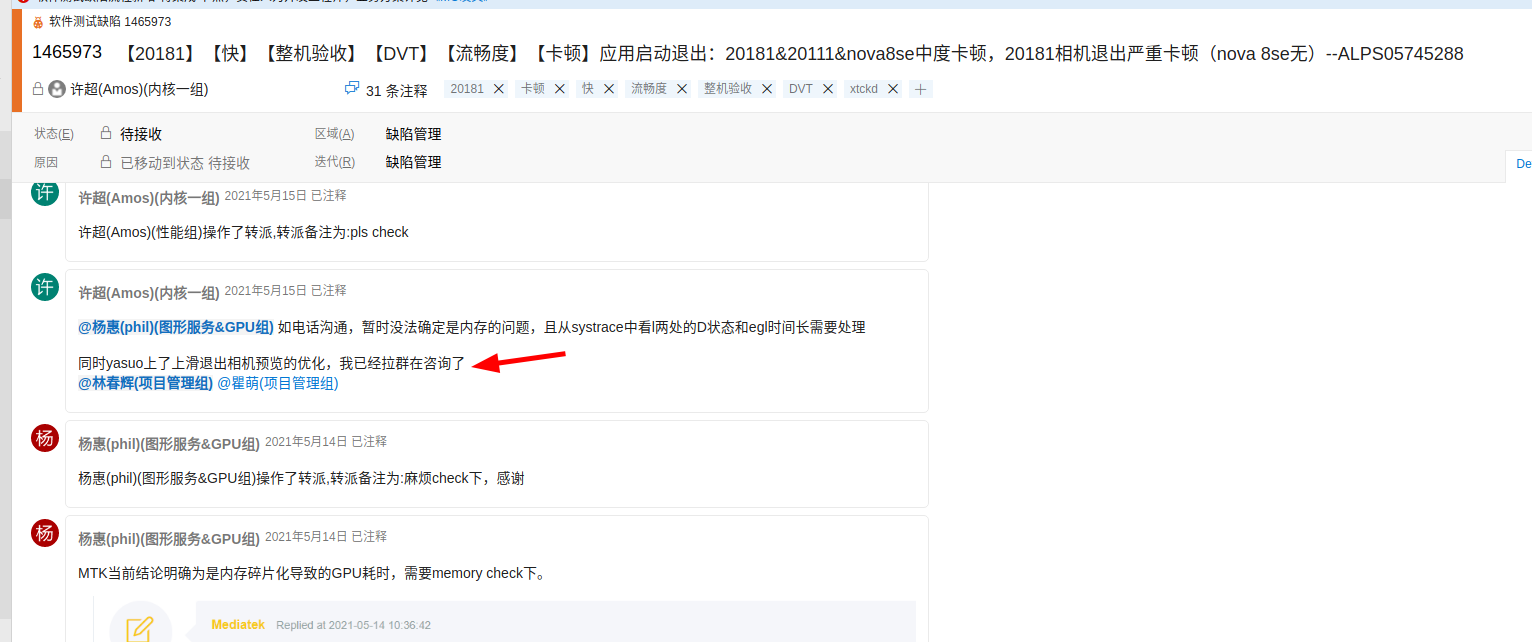 软件测试缺陷 1465973
1465973 【20181】【快】【整机验收】【DVT】【流畅度】【卡顿】应用启动退出：20181&20111&nova8se中度卡顿，20181相机退出严重卡顿（nova 8se无）--ALPS05745288
许超(Amos)(内核一组) 31 条注释 20181 卡顿 快 流畅度 整机验收 DVT xtckd
状态(E) 待接收 区域(A) 缺陷管理
原因 已移动到状态 待接收 迭代(R) 缺陷管理
De
许 许超(Amos)(内核一组) 2021年5月15日 已注释
许超(Amos)(性能组)操作了转派,转派备注为:pls check
许 许超(Amos)(内核一组) 2021年5月15日 已注释
@杨惠(phil)(图形服务&GPU组) 如电话沟通，暂时没法确定是内存的问题，且从systrace中看l两处的D状态和egl时间长需要处理
同时yasuo上了上滑退出相机预览的优化，我已经拉群在咨询了
@林春辉(项目管理组) @瞿萌(项目管理组)
杨 杨惠(phil)(图形服务&GPU组) 2021年5月14日 已注释
杨惠(phil)(图形服务&GPU组)操作了转派,转派备注为:麻烦check下，感谢
杨 杨惠(phil)(图形服务&GPU组) 2021年5月14日 已注释
MTK当前结论明确为是内存碎片化导致的GPU耗时，需要memory check下。
Mediatek Replied at 2021-05-14 10:36:42